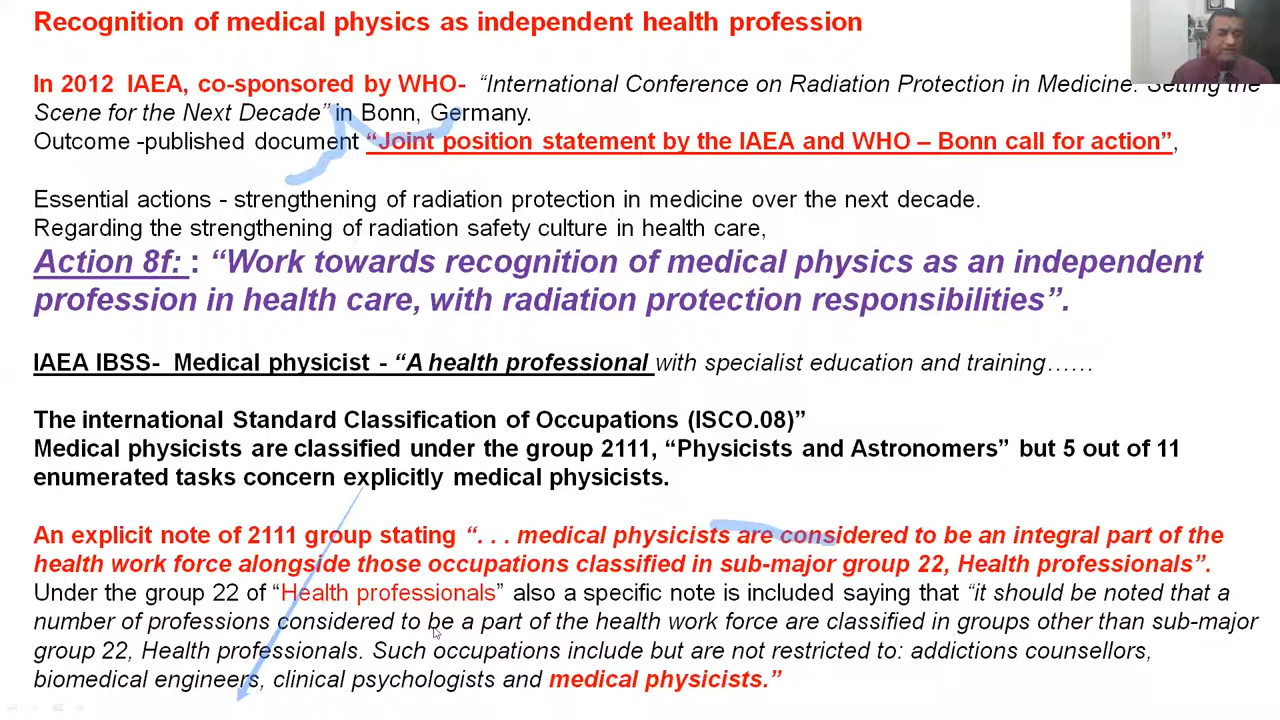 Recognition of medical physics as independent health profession
In 2012 IAEA, co-sponsored by WHO- “International Conference on Radiation Protection in Medicine: Setting the
Scene for the Next Decade” in Bonn, Germany.
Outcome -published document “Joint position statement by the IAEA and WHO – Bonn call for action”,
Essential actions - strengthening of radiation protection in medicine over the next decade.
Regarding the strengthening of radiation safety culture in health care,
Action 8f: : “Work towards recognition of medical physics as an independent
profession in health care, with radiation protection responsibilities”.
IAEA IBSS- Medical physicist - “A health professional with specialist education and training……
The international Standard Classification of Occupations (ISCO.08)”
Medical physicists are classified under the group 2111, “Physicists and Astronomers” but 5 out of 11
enumerated tasks concern explicitly medical physicists.
An explicit note of 2111 group stating “. . . medical physicists are considered to be an integral part of the
health work force alongside those occupations classified in sub-major group 22, Health professionals”.
Under the group 22 of “Health professionals” also a specific note is included saying that “it should be noted that a
number of professions considered to be a part of the health work force are classified in groups other than sub-major
group 22, Health professionals. Such occupations include but are not restricted to: addictions counsellors,
biomedical engineers, clinical psychologists and medical physicists.”